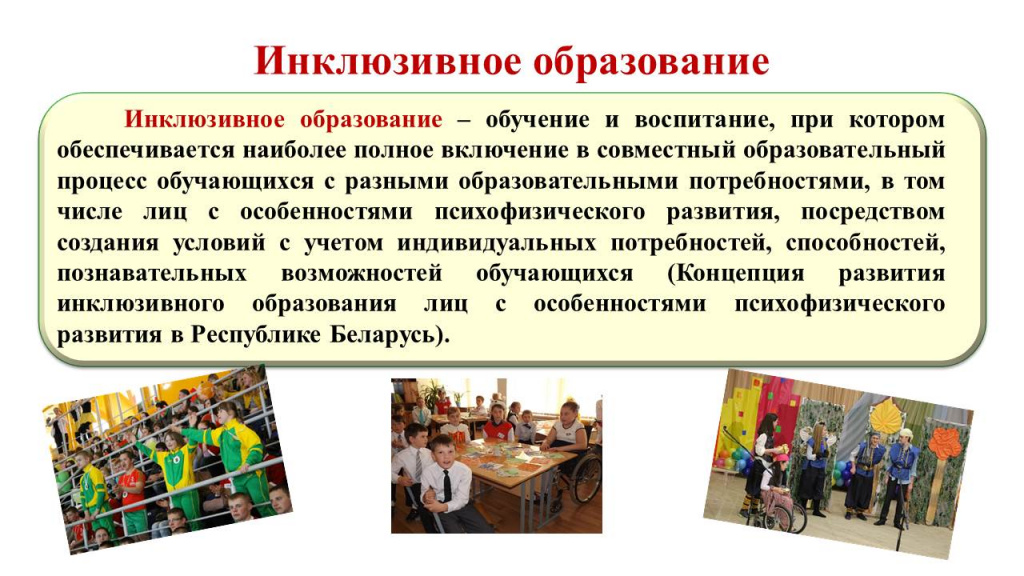 Инклюзивное образование
Инклюзивное образование – обучение и воспитание, при котором
обеспечивается наиболее полное включение в совместный образовательный
процесс обучающихся с разными образовательными потребностями, в том
числе лиц с особенностями психофизического развития, посредством
создания условий с учетом индивидуальных потребностей, способностей,
познавательных возможностей обучающихся (Концепция развития
инклюзивного образования лиц с особенностями психофизического
развития в Республике Беларусь).